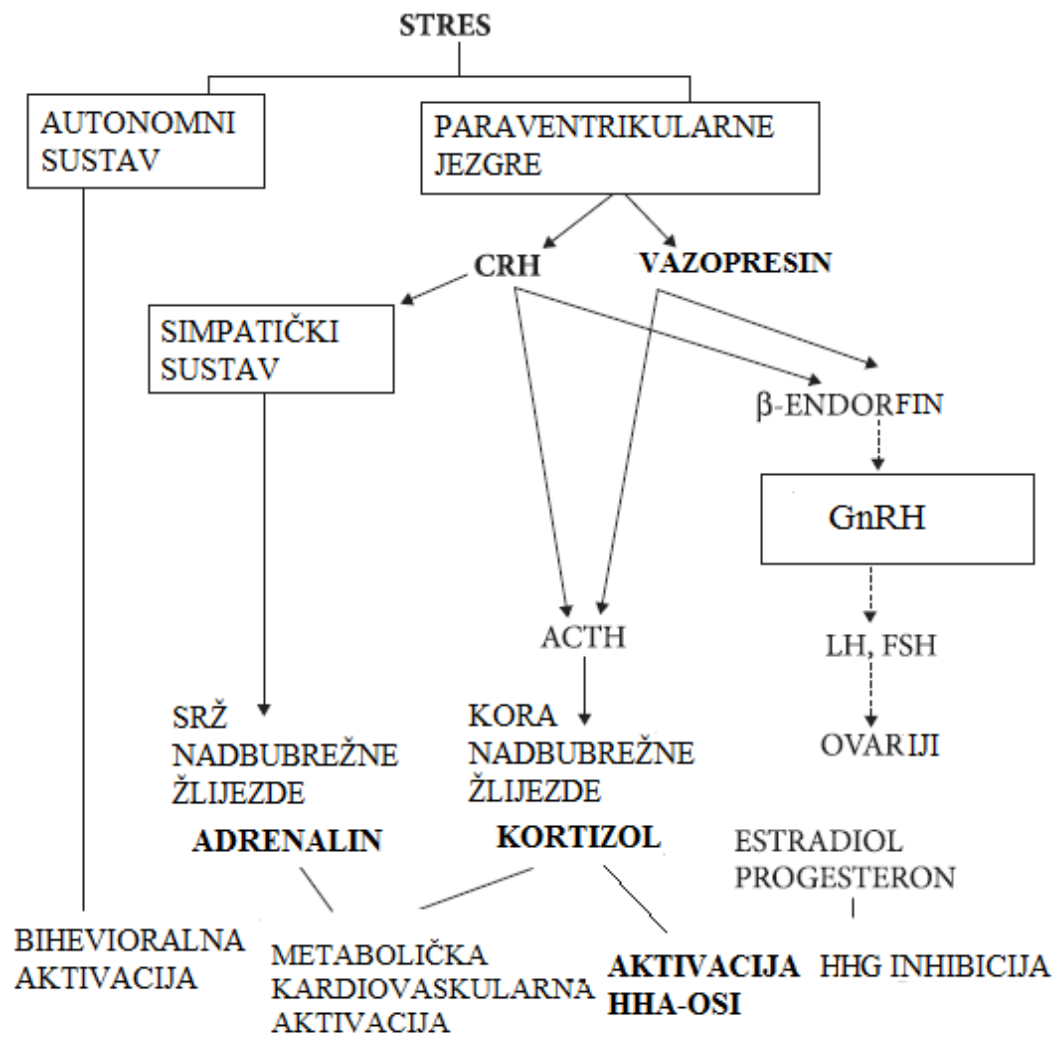 STRES
AUTONOMNI
SUSTAV
PARAVENTRIKULARNE
JEZGRE
CRH
VAZOPRESIN
SIMPATIČKI
SUSTAV
β-ENDORFIN
GnRH
ACTH
LH, FSH
SRŽ
NADBUBREŽNE
ŽLIJEZDE
KORA
NADBUBREŽNE
ŽLIJEZDE
OVARIJI
ADRENALIN
KORTIZOL
ESTRADIOL
PROGESTERON
BIHEVIORALNA
AKTIVACIJA
METABOLIČKA
KARDIOVASKULARNA
AKTIVACIJA
AKTIVACIJA
HHA-OSI
HHG INHIBICIJA